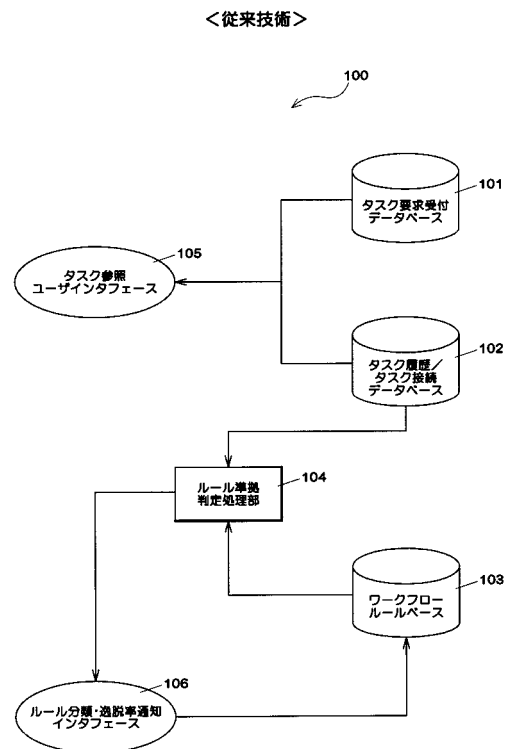 ＜従来技術＞
100
タスク要求受付
データベース
101
105
タスク参照
ユーザインタフェース
タスク履歴／
タスク接続
データベース
102
ルール準拠
判定処理部
104
ワークフロー
ルールベース
103
106
ルール分類・逸脱率通知
インタフェース